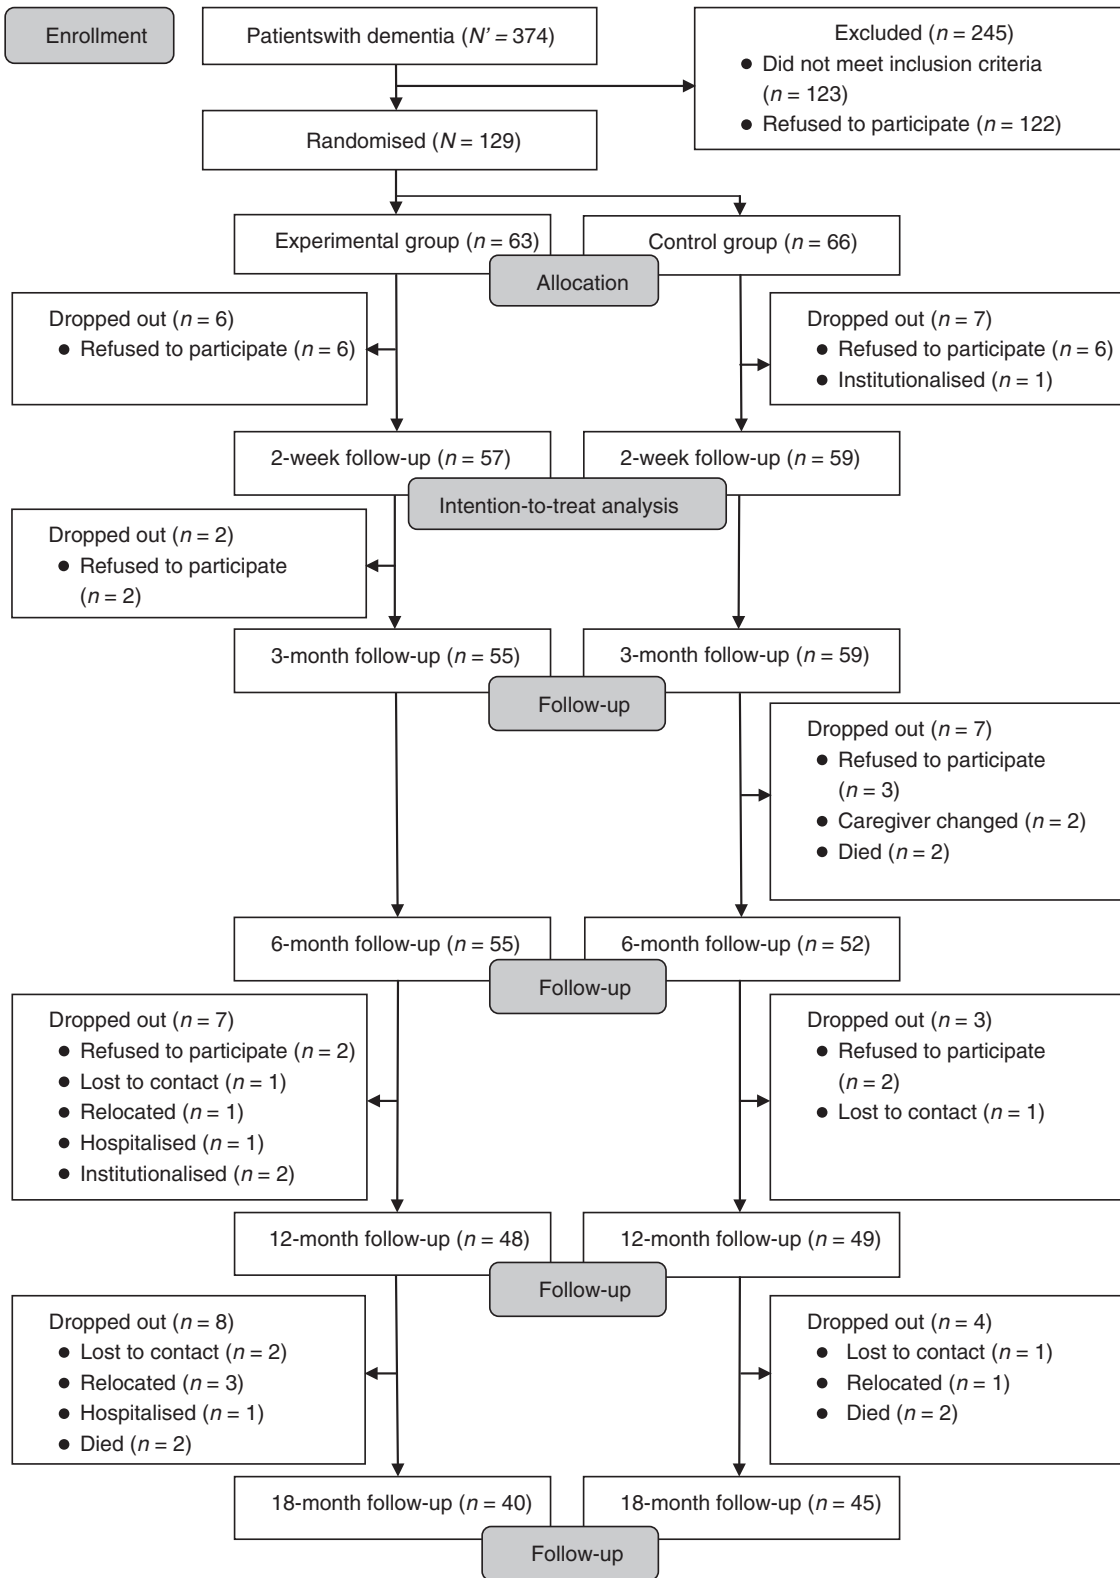 Enrollment
Patientswith dementia (N' = 374)
Excluded (n = 245)
● Did not meet inclusion criteria
(n = 123)
● Refused to participate (n = 122)
Randomised (N = 129)
Experimental group (n = 63)
Control group (n = 66)
Allocation
Dropped out (n = 6)
● Refused to participate (n = 6)
Dropped out (n = 7)
● Refused to participate (n = 6)
● Institutionalised (n = 1)
2-week follow-up (n = 57)
2-week follow-up (n = 59)
Intention-to-treat analysis
Dropped out (n = 2)
● Refused to participate
(n = 2)
3-month follow-up (n = 55)
3-month follow-up (n = 59)
Follow-up
Dropped out (n = 7)
● Refused to participate
(n = 3)
● Caregiver changed (n = 2)
● Died (n = 2)
6-month follow-up (n = 55)
6-month follow-up (n = 52)
Follow-up
Dropped out (n = 7)
● Refused to participate (n = 2)
● Lost to contact (n = 1)
● Relocated (n = 1)
● Hospitalised (n = 1)
● Institutionalised (n = 2)
Dropped out (n = 3)
● Refused to participate
(n = 2)
● Lost to contact (n = 1)
12-month follow-up (n = 48)
12-month follow-up (n = 49)
Follow-up
Dropped out (n = 8)
● Lost to contact (n = 2)
● Relocated (n = 3)
● Hospitalised (n = 1)
● Died (n = 2)
Dropped out (n = 4)
● Lost to contact (n = 1)
● Relocated (n = 1)
● Died (n = 2)
18-month follow-up (n = 40)
18-month follow-up (n = 45)
Follow-up